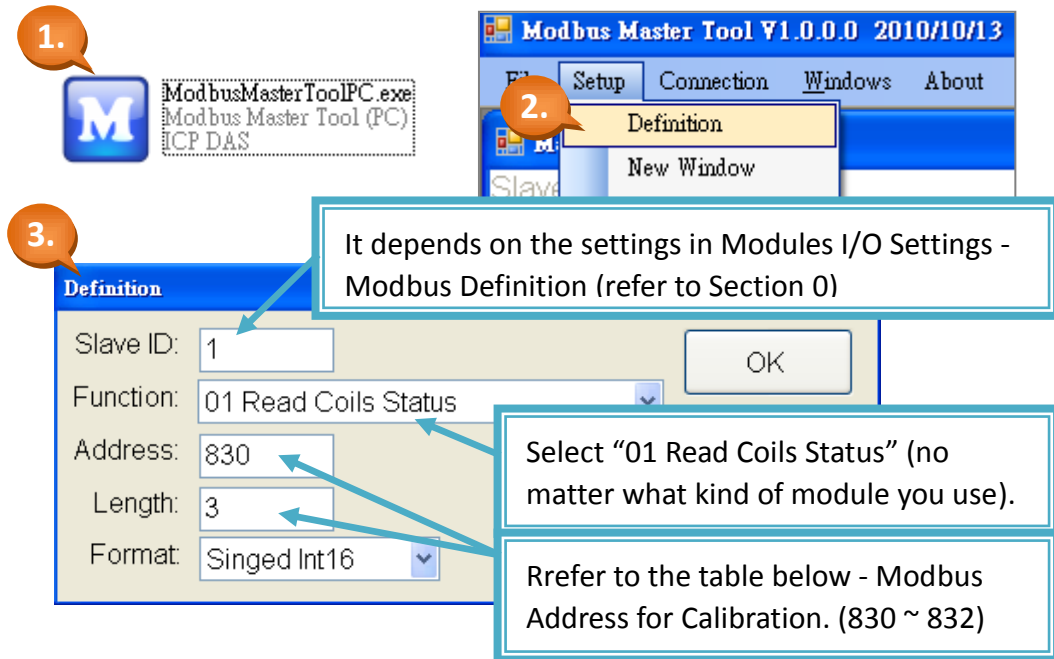 1.
ModbusMasterToolPC.exe
Modbus Master Tool (PC)
ICP DAS
Modbus Master Tool V1.0.0.0 2010/10/13
Setup Connection Windows About
2.
Definition
New Window
Slave
3.
It depends on the settings in Modules I/O Settings -
Modbus Definition (refer to Section 0)
Definition
Slave ID: 1
OK
Function: 01 Read Coils Status
Address: 830
Length: 3
Format: Singed Int16
Select “01 Read Coils Status” (no
matter what kind of module you use).
Rrefer to the table below - Modbus
Address for Calibration. (830 ~ 832)